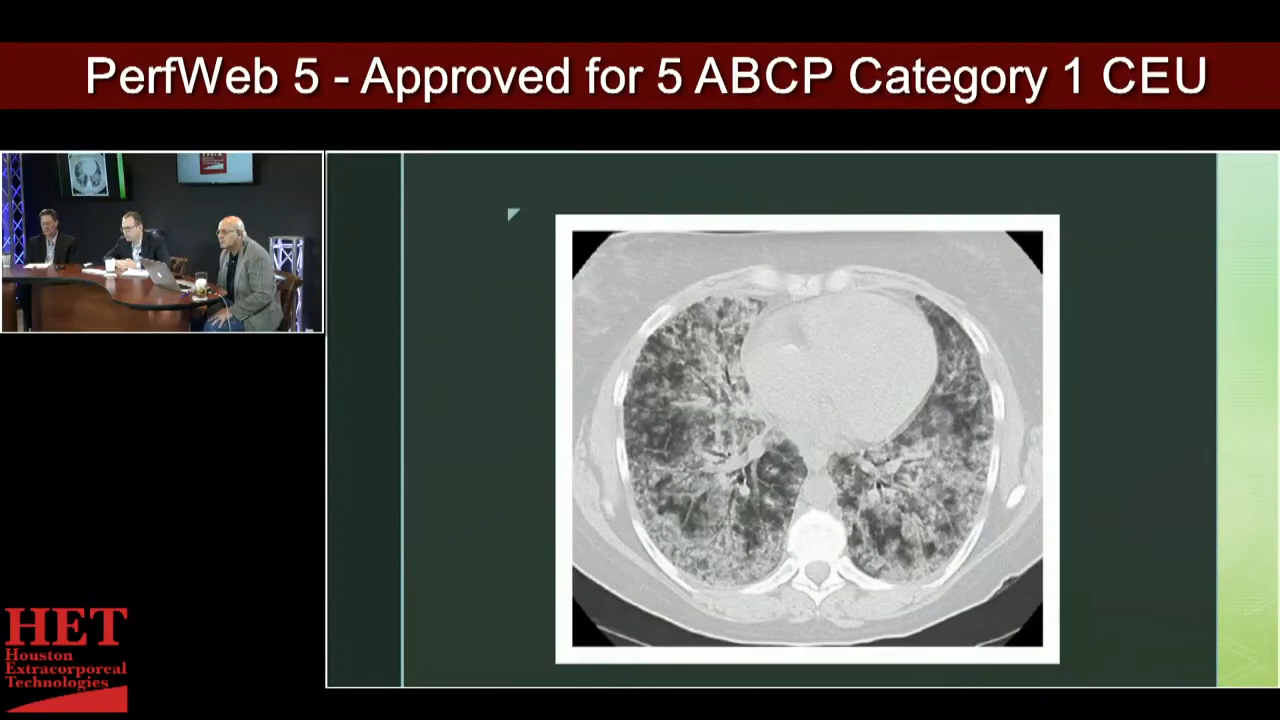 PerfWeb 5 - Approved for 5 ABCP Category 1 CEU
HET
Houston
Extracorporeal
Technologies